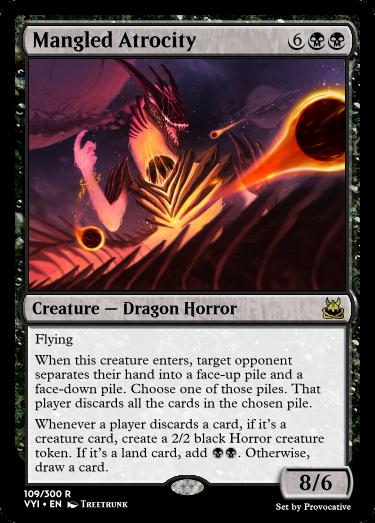 Mangled Atrocity 6
Creature — Dragon Horror
Flying
When this creature enters, target opponent
separates their hand into a face-up pile and a
face-down pile. Choose one of those piles. That
player discards all the cards in the chosen pile.
Whenever a player discards a card, if it's a
creature card, create a 2/2 black Horror creature
token. If it's a land card, add . Otherwise,
draw a card.
8/6
109/300 R
VYI • EN TREETRUNK
Set by Provocative